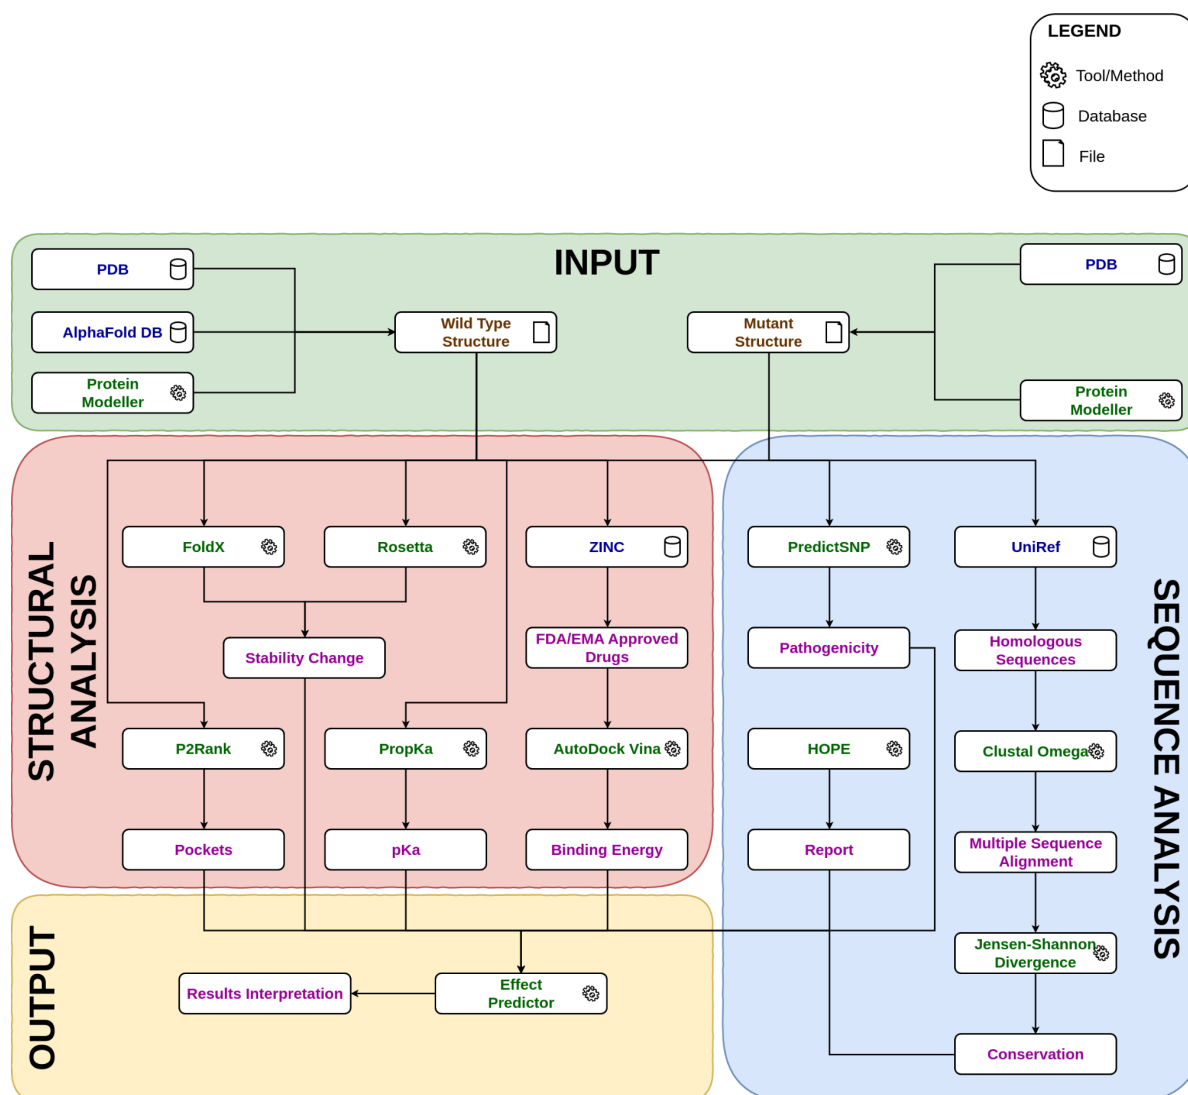 LEGEND
Tool/Method
Database
File
INPUT
PDB
PDB
AlphaFold DB
Wild Type
Structure
Mutant
Structure
Protein
Modeller
Protein
Modeller
STRUCTURAL
ANALYSIS
FoldX
Rosetta
ZINC
Stability Change
FDA/EMA Approved
Drugs
P2Rank
PropKa
AutoDock Vina
Pockets
pKa
Binding Energy
SEQUENCE ANALYSIS
PredictSNP
UniRef
Pathogenicity
Homologous
Sequences
HOPE
Clustal Omega
Report
Multiple Sequence
Alignment
Jensen-Shannon
Divergence
Conservation
OUTPUT
Results Interpretation
Effect
Predictor